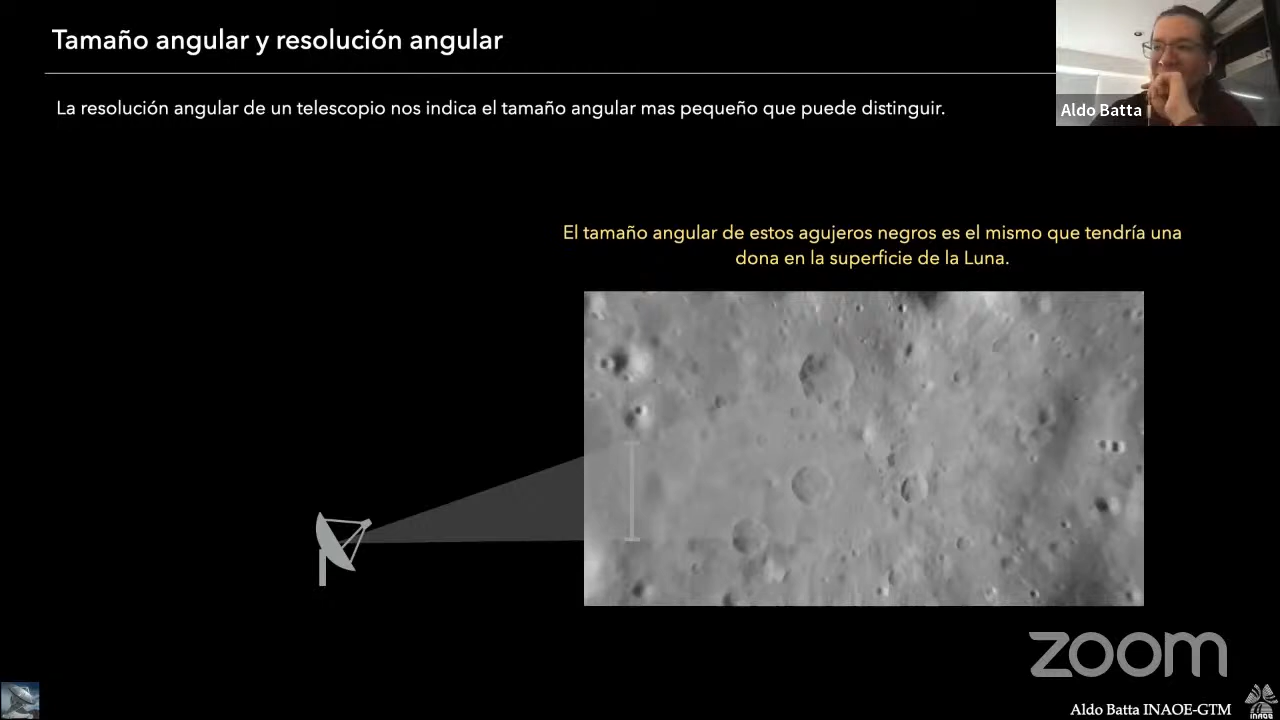 Tamaño angular y resolución angular
La resolución angular de un telescopio nos indica el tamaño angular mas pequeño que puede distinguir.
Aldo Batta
El tamaño angular de estos agujeros negros es el mismo que tendría una
dona en la superficie de la Luna.
zoom
Aldo Batta INAOE-GTM
INAOE